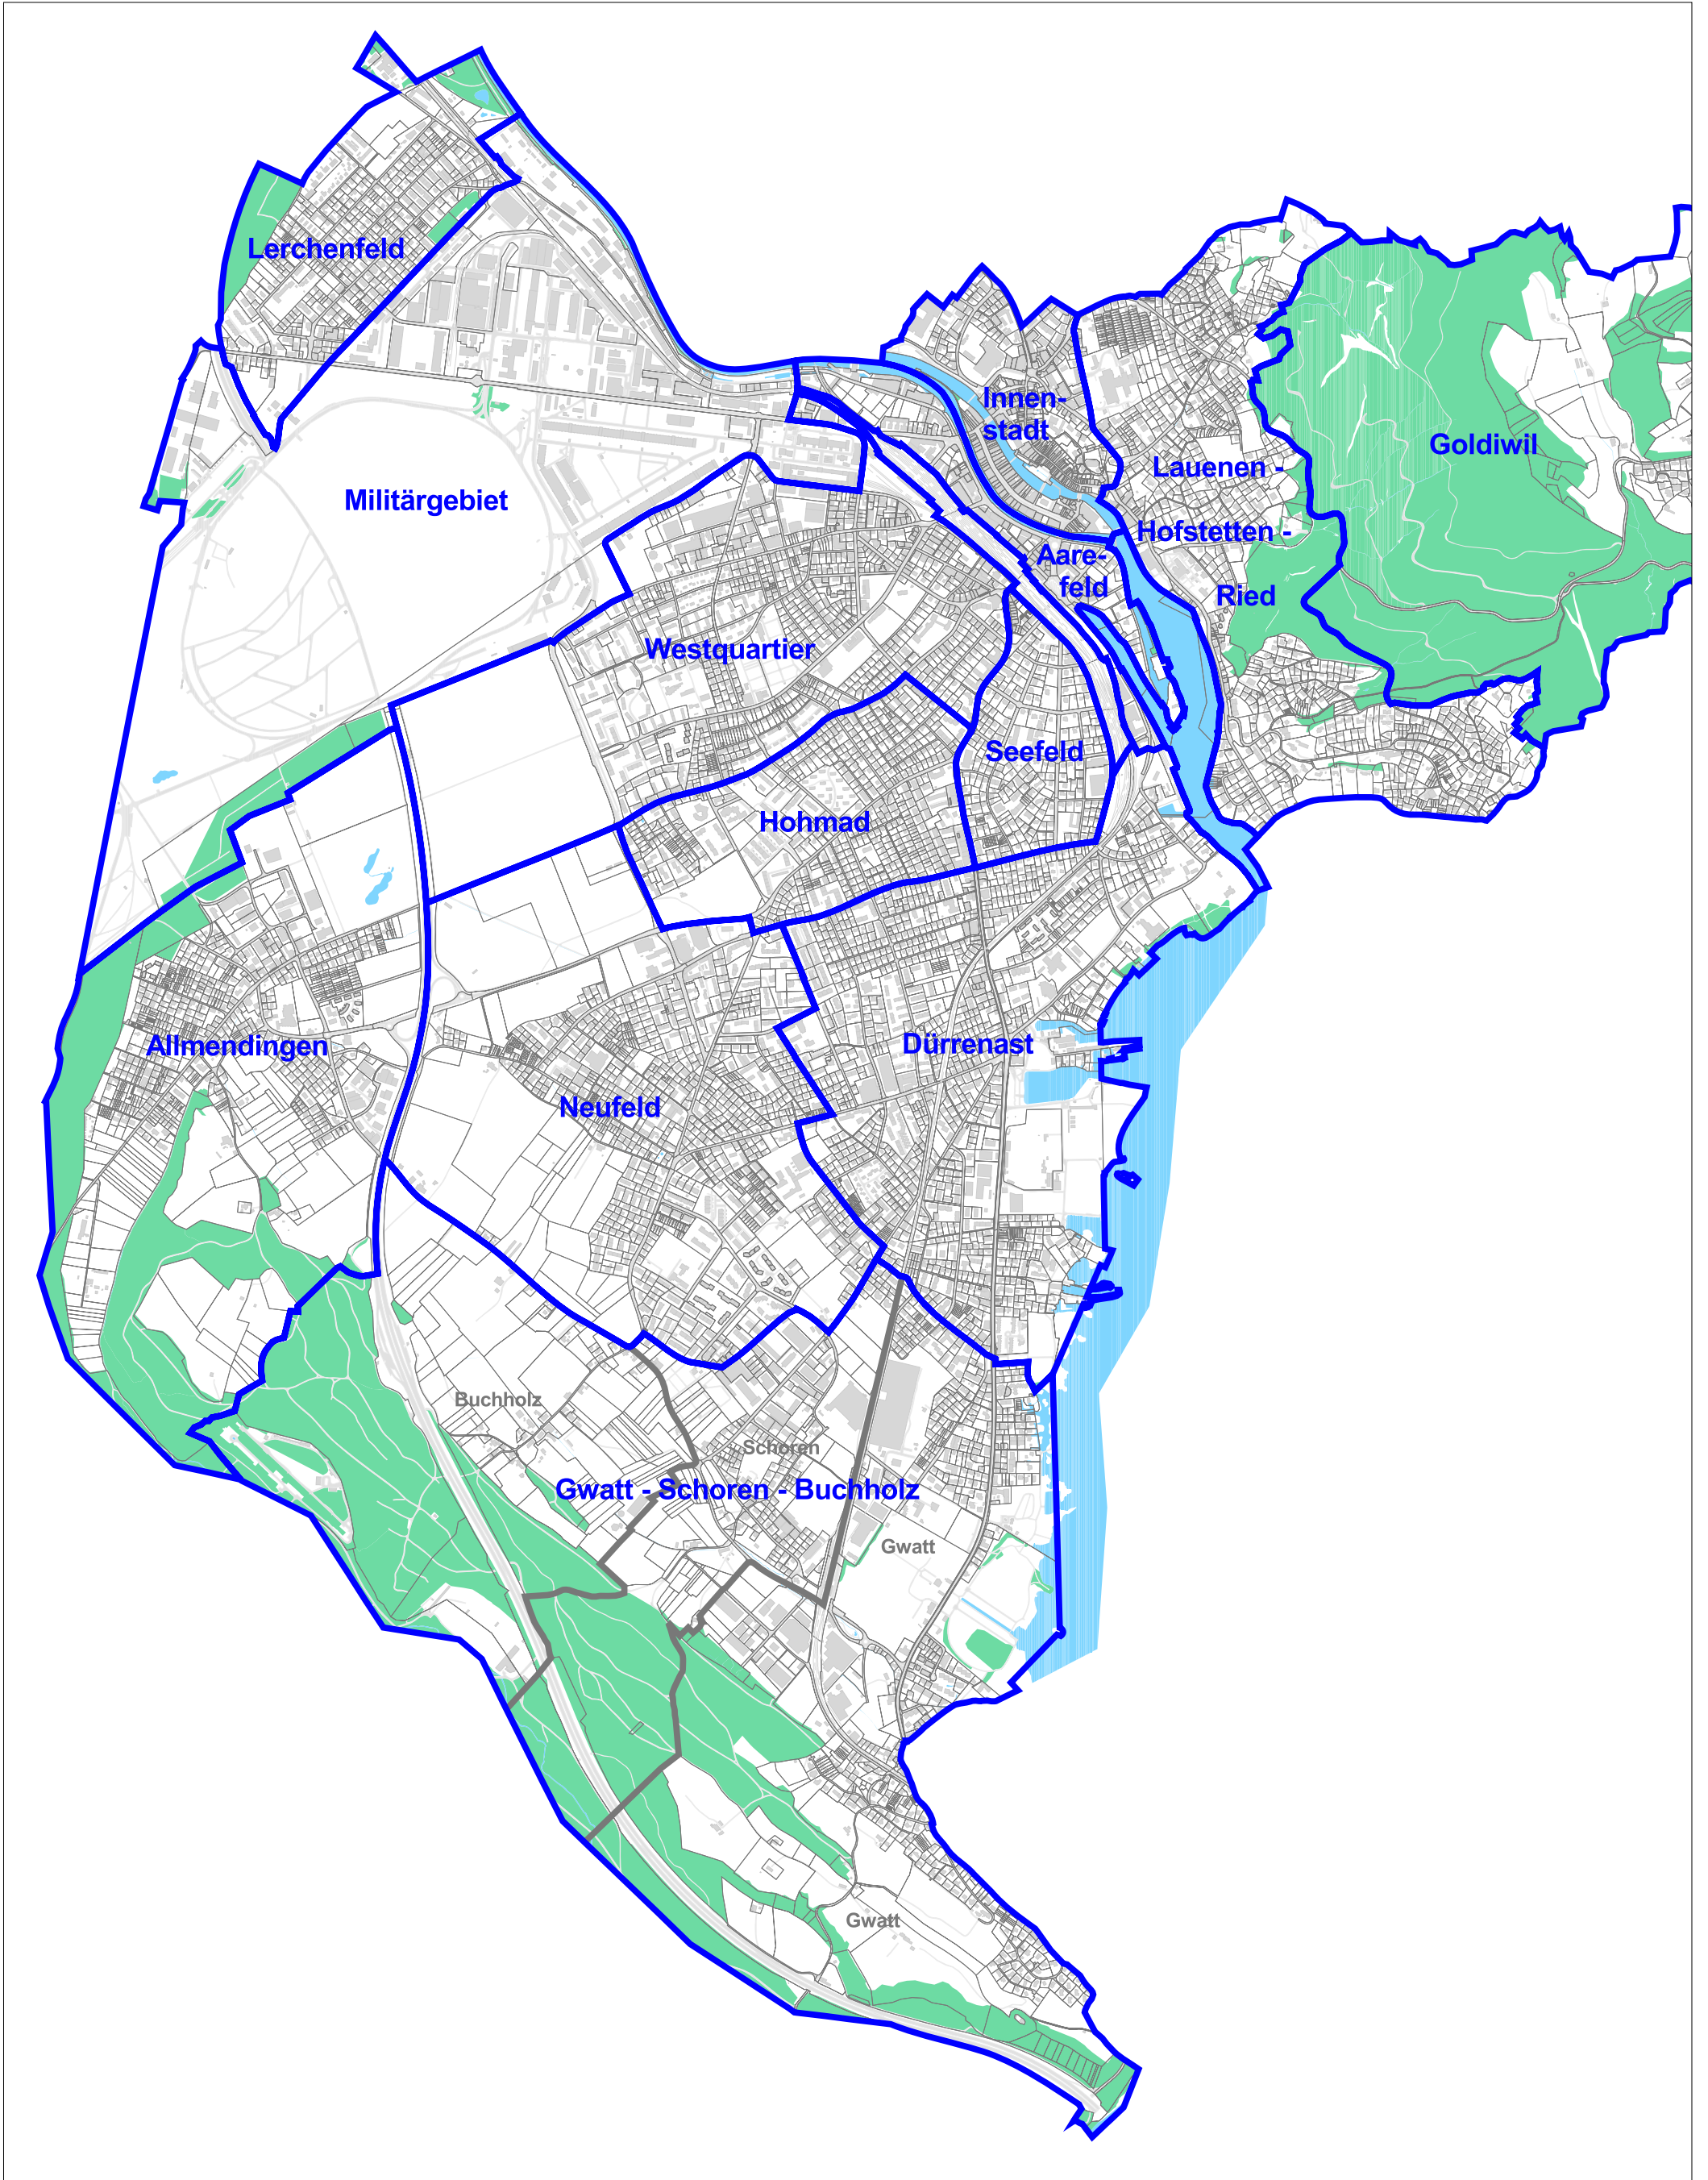 Lerchenfeld
Innen-
stadt
Goldiwil
Lauenen -
Militärgebiet
Hofstetten -
Aare-
feld
Ried
Westquartier
Seefeld
Hohmad
Dürrenast
Allmendingen
Neufeld
Buchholz
Schoren
Gwatt - Schoren - Buchholz
Gwatt
Gwatt